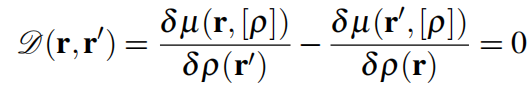 𝒟(𝐫, 𝐫′) = δμ(𝐫, [ρ]) / δρ(𝐫′) − δμ(𝐫′, [ρ]) / δρ(𝐫) = 0